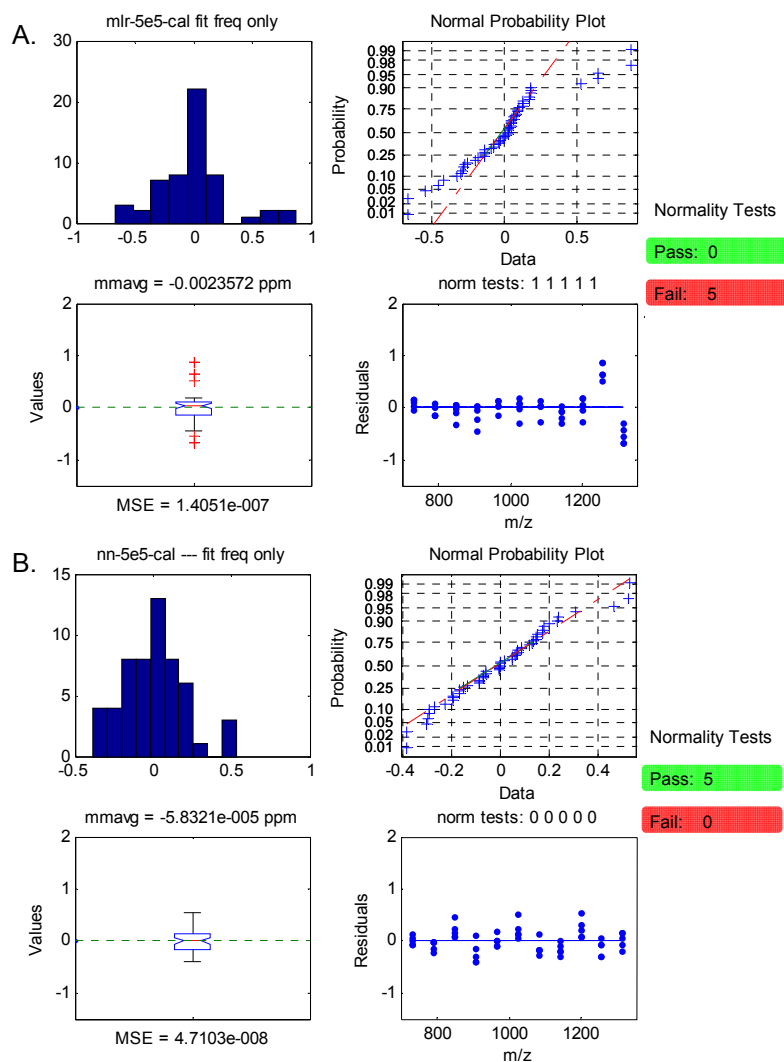 A.
mlr-5e5-cal fit freq only
30
20
10
0
-1 -0.5 0 0.5 1
Normal Probability Plot
Probability
0.99
0.98
0.95
0.90
0.75
0.50
0.25
0.10
0.05
0.02
0.01
-0.5 0 0.5
Data
Normality Tests
Pass: 0
Fail: 5
mmavg = -0.0023572 ppm
Values
2
1
0
-1
MSE = 1.4051e-007
norm tests: 1 1 1 1 1
Residuals
2
1
0
-1
800 1000 1200
m/z
B.
nn-5e5-cal --- fit freq only
15
10
5
0
-0.5 0 0.5 1
Normal Probability Plot
Probability
0.99
0.98
0.95
0.90
0.75
0.50
0.25
0.10
0.05
0.02
0.01
-0.4 -0.2 0 0.2 0.4
Data
Normality Tests
Pass: 5
Fail: 0
mmavg = -5.8321e-005 ppm
Values
2
1
0
-1
MSE = 4.7103e-008
norm tests: 0 0 0 0 0
Residuals
2
1
0
-1
800 1000 1200
m/z